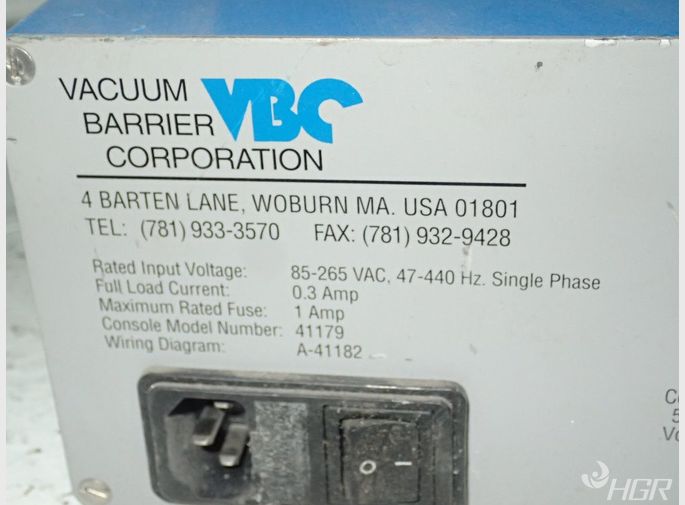 VACUUM
BARRIER
CORPORATION
VBC
4 BARTEN LANE, WOBURN MA. USA 01801
TEL: (781) 933-3570 FAX: (781) 932-9428
Rated Input Voltage: 85-265 VAC, 47-440 Hz. Single Phase
Full Load Current: 0.3 Amp
Maximum Rated Fuse: 1 Amp
Console Model Number: 41179
Wiring Diagram: A-41182
O –
HGR